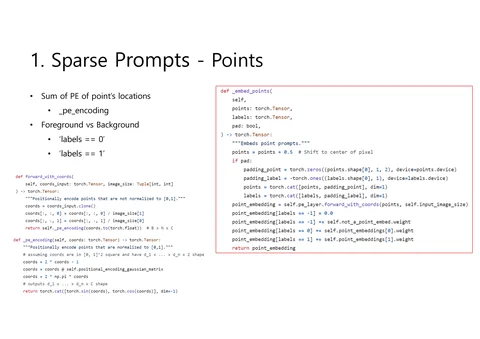 1. Sparse Prompts - Points
• Sum of PE of point's locations
• _pe_encoding
• Foreground vs Background
• 'labels == 0'
• 'labels == 1'
def forward_with_coords(
self, coords_input: torch.Tensor, image_size: Tuple[int, int]
) -> torch.Tensor:
"""Positionally encode points that are not normalized to [0,1]."""
coords = coords_input.clone()
coords[:, :, 0] = coords[:, :, 0] / image_size[1]
coords[:, :, 1] = coords[:, :, 1] / image_size[0]
return self._pe_encoding(coords.to(torch.float)) # B x N x C
def _pe_encoding(self, coords: torch.Tensor) -> torch.Tensor:
"""Positionally encode points that are normalized to [0,1]."""
# assuming coords are in [0, 1]^2 square and have d_1 x ... x d_n x 2 shape
coords = 2 * coords - 1
coords = coords @ self.positional_encoding_gaussian_matrix
coords = 2 * np.pi * coords
# outputs d_1 x ... x d_n x C shape
return torch.cat([torch.sin(coords), torch.cos(coords)], dim=-1)
def _embed_points(
self,
points: torch.Tensor,
labels: torch.Tensor,
pad: bool,
) -> torch.Tensor:
"""Embeds point prompts."""
points = points + 0.5 # Shift to center of pixel
if pad:
padding_point = torch.zeros((points.shape[0], 1, 2), device=points.device)
padding_label = -torch.ones((labels.shape[0], 1), device=labels.device)
points = torch.cat([points, padding_point], dim=1)
labels = torch.cat([labels, padding_label], dim=1)
point_embedding = self.pe_layer.forward_with_coords(points, self.input_image_size)
point_embedding[labels == -1] = 0.0
point_embedding[labels == -1] += self.not_a_point_embed.weight
point_embedding[labels == 0] += self.point_embeddings[0].weight
point_embedding[labels == 1] += self.point_embeddings[1].weight
return point_embedding